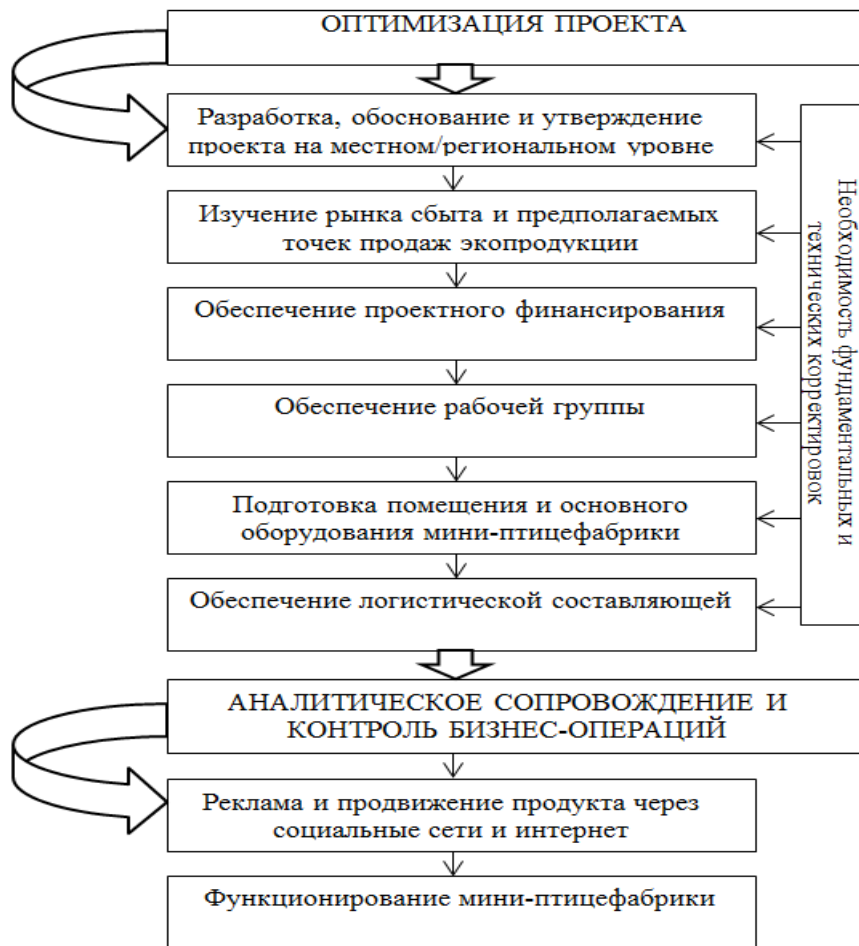 ОПТИМИЗАЦИЯ ПРОЕКТА
Разработка, обоснование и утверждение
проекта на местном/региональном уровне
Изучение рынка сбыта и предполагаемых
точек продаж экопродукции
Обеспечение проектного финансирования
Обеспечение рабочей группы
Подготовка помещения и основного
оборудования мини-птицефабрики
Обеспечение логистической составляющей
Необходимость фундаментальных и
технических корректировок
АНАЛИТИЧЕСКОЕ СОПРОВОЖДЕНИЕ И
КОНТРОЛЬ БИЗНЕС-ОПЕРАЦИЙ
Реклама и продвижение продукта через
социальные сети и интернет
Функционирование мини-птицефабрики